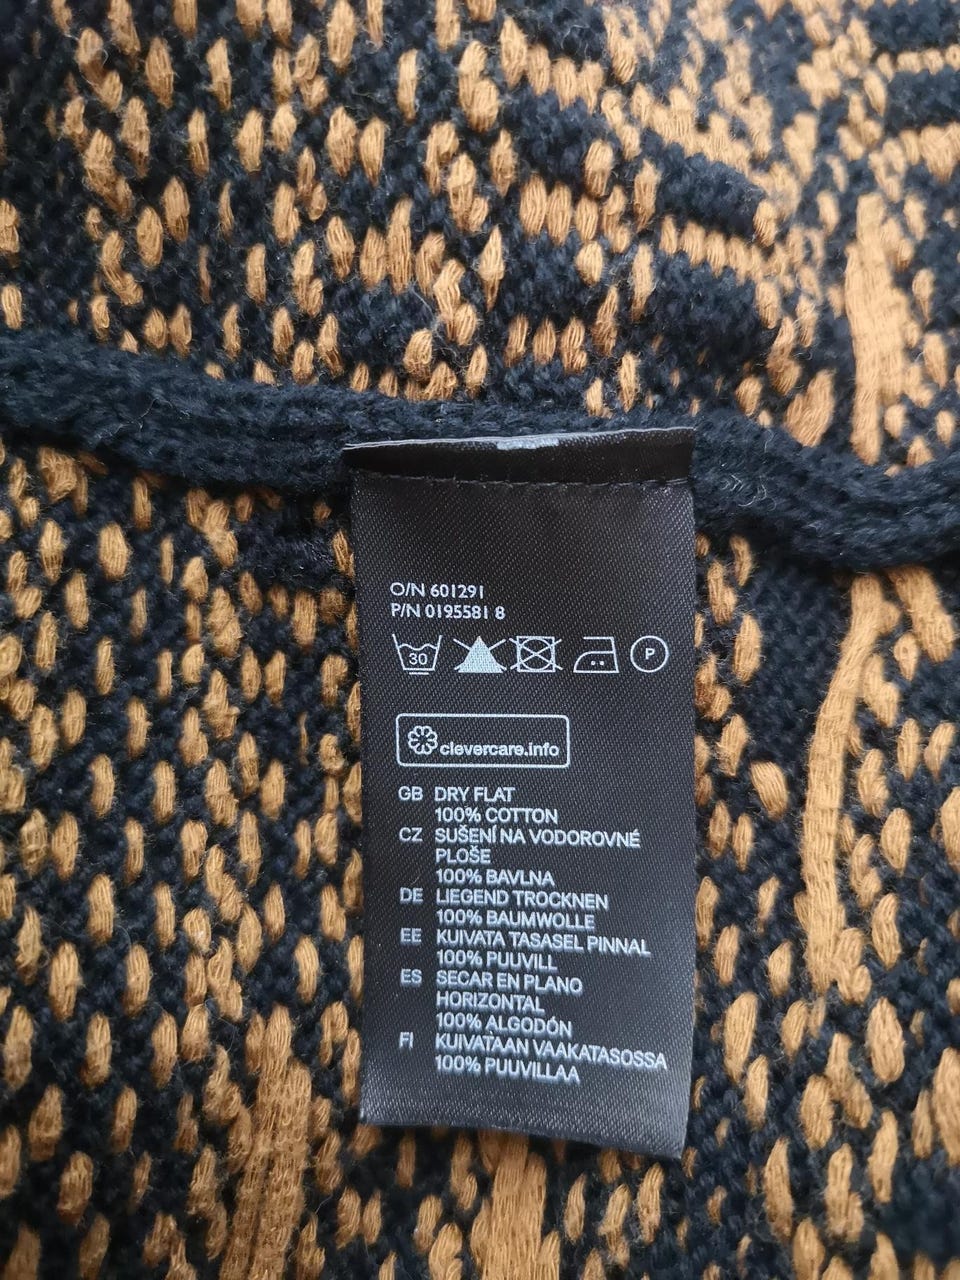 O/N 601291
P/N 0195581 8
30 P
clevercare.info
GB DRY FLAT
100% COTTON
CZ SUŠENÍ NA VODOROVNÉ
PLOŠE
100% BAVLNA
DE LIEGEND TROCKNEN
100% BAUMWOLLE
EE KUIVATA TASASEL PINNAL
100% PUUVILL
ES SECAR EN PLANO
HORIZONTAL
100% ALGODÓN
FI KUIVATAAN VAAKATASOSSA
100% PUUVILLAA